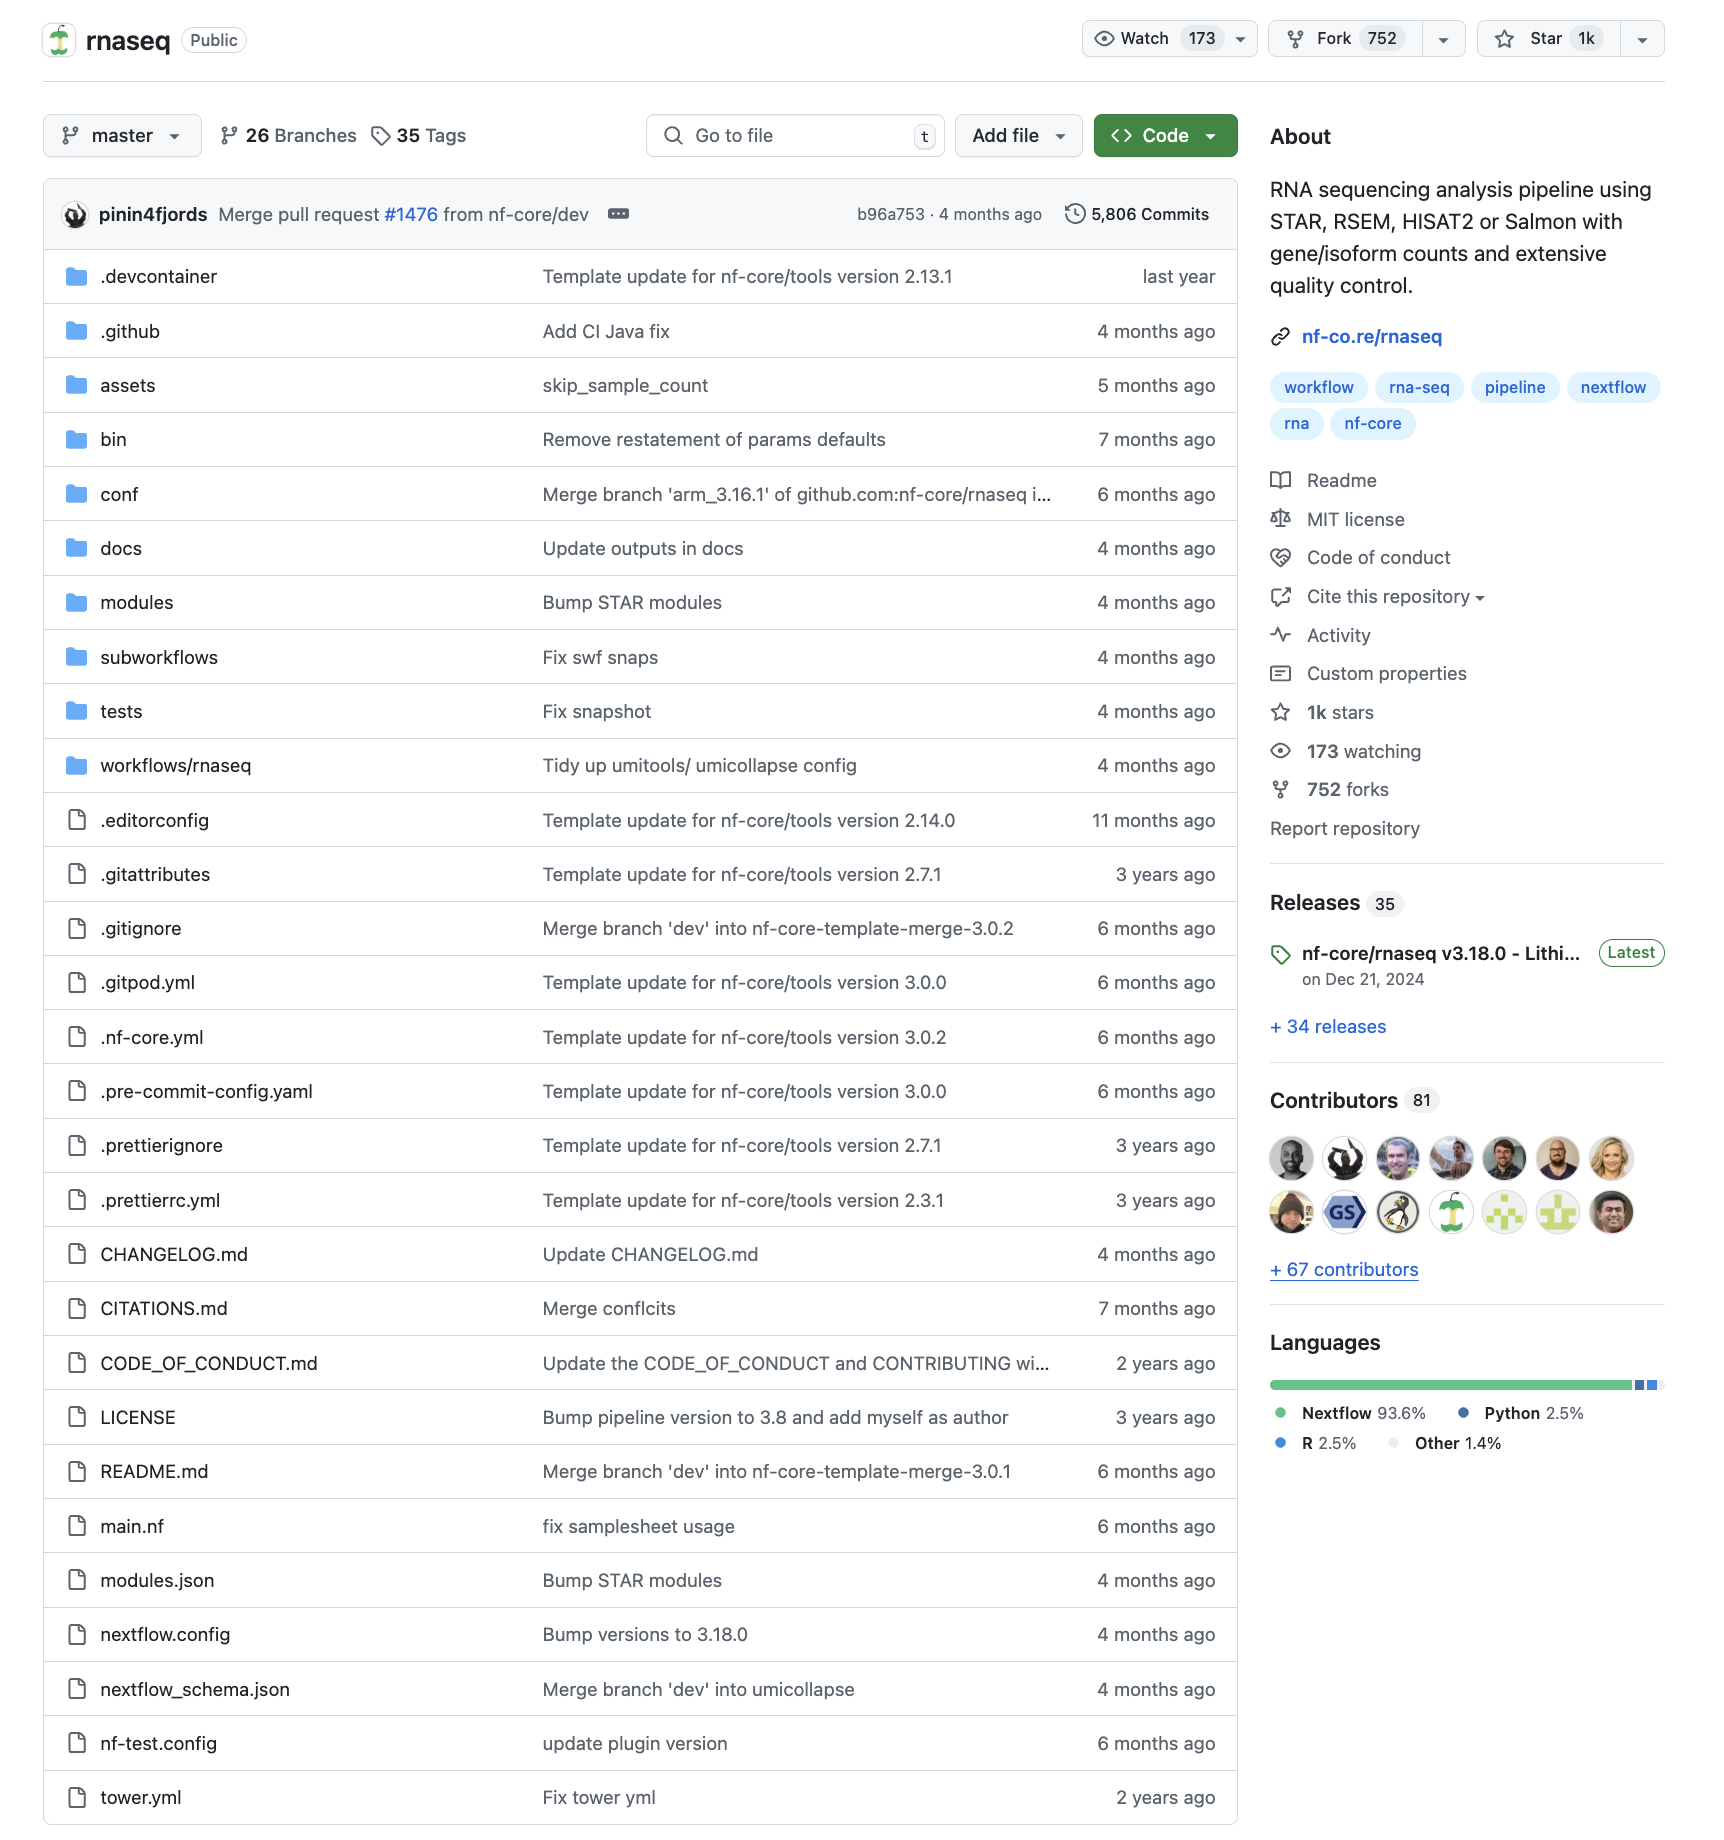 rnaseq Public Watch 173 Fork 752 Star 1k
master 26 Branches 35 Tags Go to file t Add file Code
pinin4fjords Merge pull request #1476 from nf-core/dev b96a753 · 4 months ago 5,806 Commits
.devcontainer Template update for nf-core/tools version 2.13.1 last year
.github Add CI Java fix 4 months ago
assets skip_sample_count 5 months ago
bin Remove restatement of params defaults 7 months ago
conf Merge branch 'arm_3.16.1' of github.com:nf-core/rnaseq i... 6 months ago
docs Update outputs in docs 4 months ago
modules Bump STAR modules 4 months ago
subworkflows Fix swf snaps 4 months ago
tests Fix snapshot 4 months ago
workflows/rnaseq Tidy up umitools/ umicollapse config 4 months ago
.editorconfig Template update for nf-core/tools version 2.14.0 11 months ago
.gitattributes Template update for nf-core/tools version 2.7.1 3 years ago
.gitignore Merge branch 'dev' into nf-core-template-merge-3.0.2 6 months ago
.gitpod.yml Template update for nf-core/tools version 3.0.0 6 months ago
.nf-core.yml Template update for nf-core/tools version 3.0.2 6 months ago
.pre-commit-config.yaml Template update for nf-core/tools version 3.0.0 6 months ago
.prettierignore Template update for nf-core/tools version 2.7.1 3 years ago
.prettierrc.yml Template update for nf-core/tools version 2.3.1 3 years ago
CHANGELOG.md Update CHANGELOG.md 4 months ago
CITATIONS.md Merge conflcits 7 months ago
CODE_OF_CONDUCT.md Update the CODE_OF_CONDUCT and CONTRIBUTING wi... 2 years ago
LICENSE Bump pipeline version to 3.8 and add myself as author 3 years ago
README.md Merge branch 'dev' into nf-core-template-merge-3.0.1 6 months ago
main.nf fix samplesheet usage 6 months ago
modules.json Bump STAR modules 4 months ago
nextflow.config Bump versions to 3.18.0 4 months ago
nextflow_schema.json Merge branch 'dev' into umicollapse 4 months ago
nf-test.config update plugin version 6 months ago
tower.yml Fix tower yml 2 years ago
About
RNA sequencing analysis pipeline using
STAR, RSEM, HISAT2 or Salmon with
gene/isoform counts and extensive
quality control.
nf-co.re/rnaseq
workflow rna-seq pipeline nextflow
rna nf-core
Readme
MIT license
Code of conduct
Cite this repository
Activity
Custom properties
1k stars
173 watching
752 forks
Report repository
Releases 35
nf-core/rnaseq v3.18.0 - Lithi... Latest
on Dec 21, 2024
+ 34 releases
Contributors 81
GS
+ 67 contributors
Languages
Nextflow 93.6% Python 2.5%
R 2.5% Other 1.4%